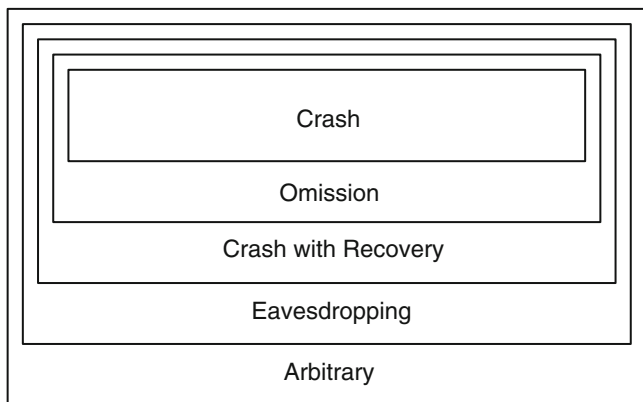 Crash
Omission
Crash with Recovery
Eavesdropping
Arbitrary